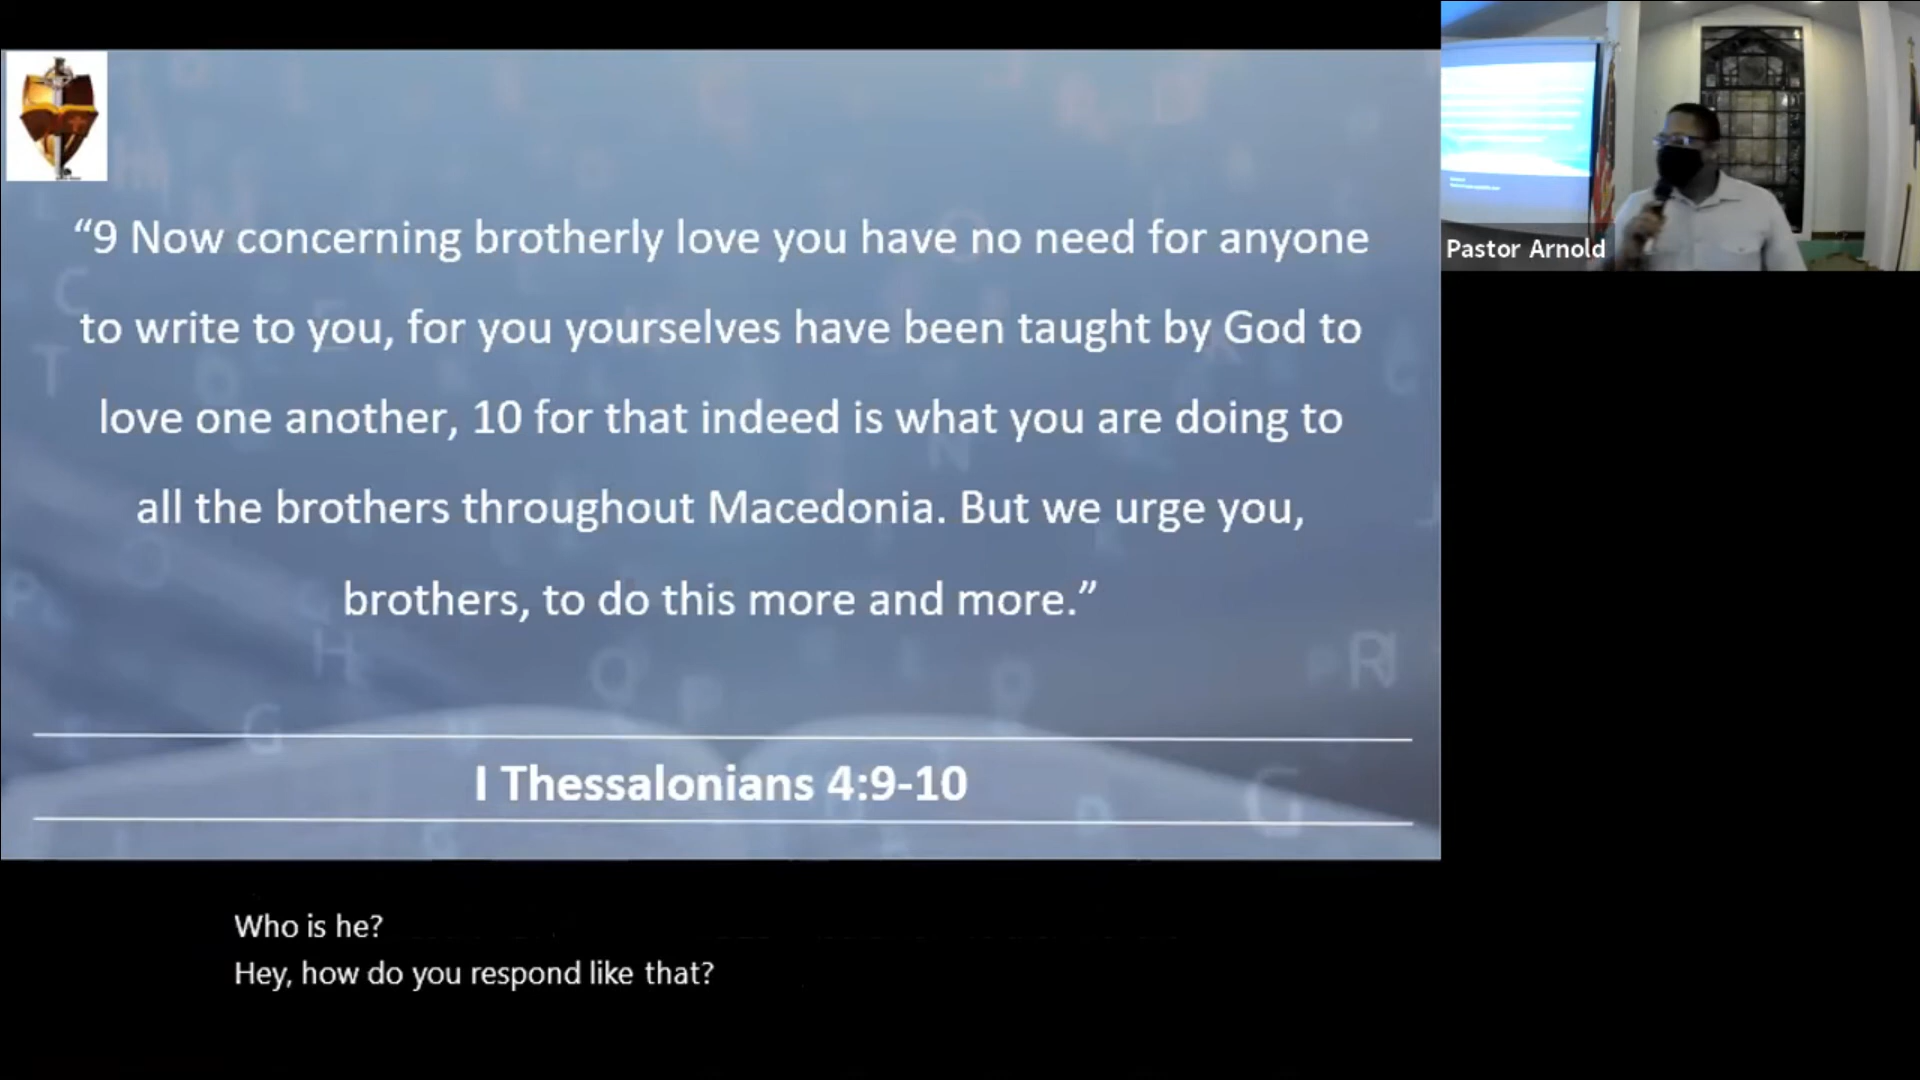 “9 Now concerning brotherly love you have no need for anyone
to write to you, for you yourselves have been taught by God to
love one another, 10 for that indeed is what you are doing to
all the brothers throughout Macedonia. But we urge you,
brothers, to do this more and more.”
I Thessalonians 4:9-10
Pastor Arnold
Who is he?
Hey, how do you respond like that?